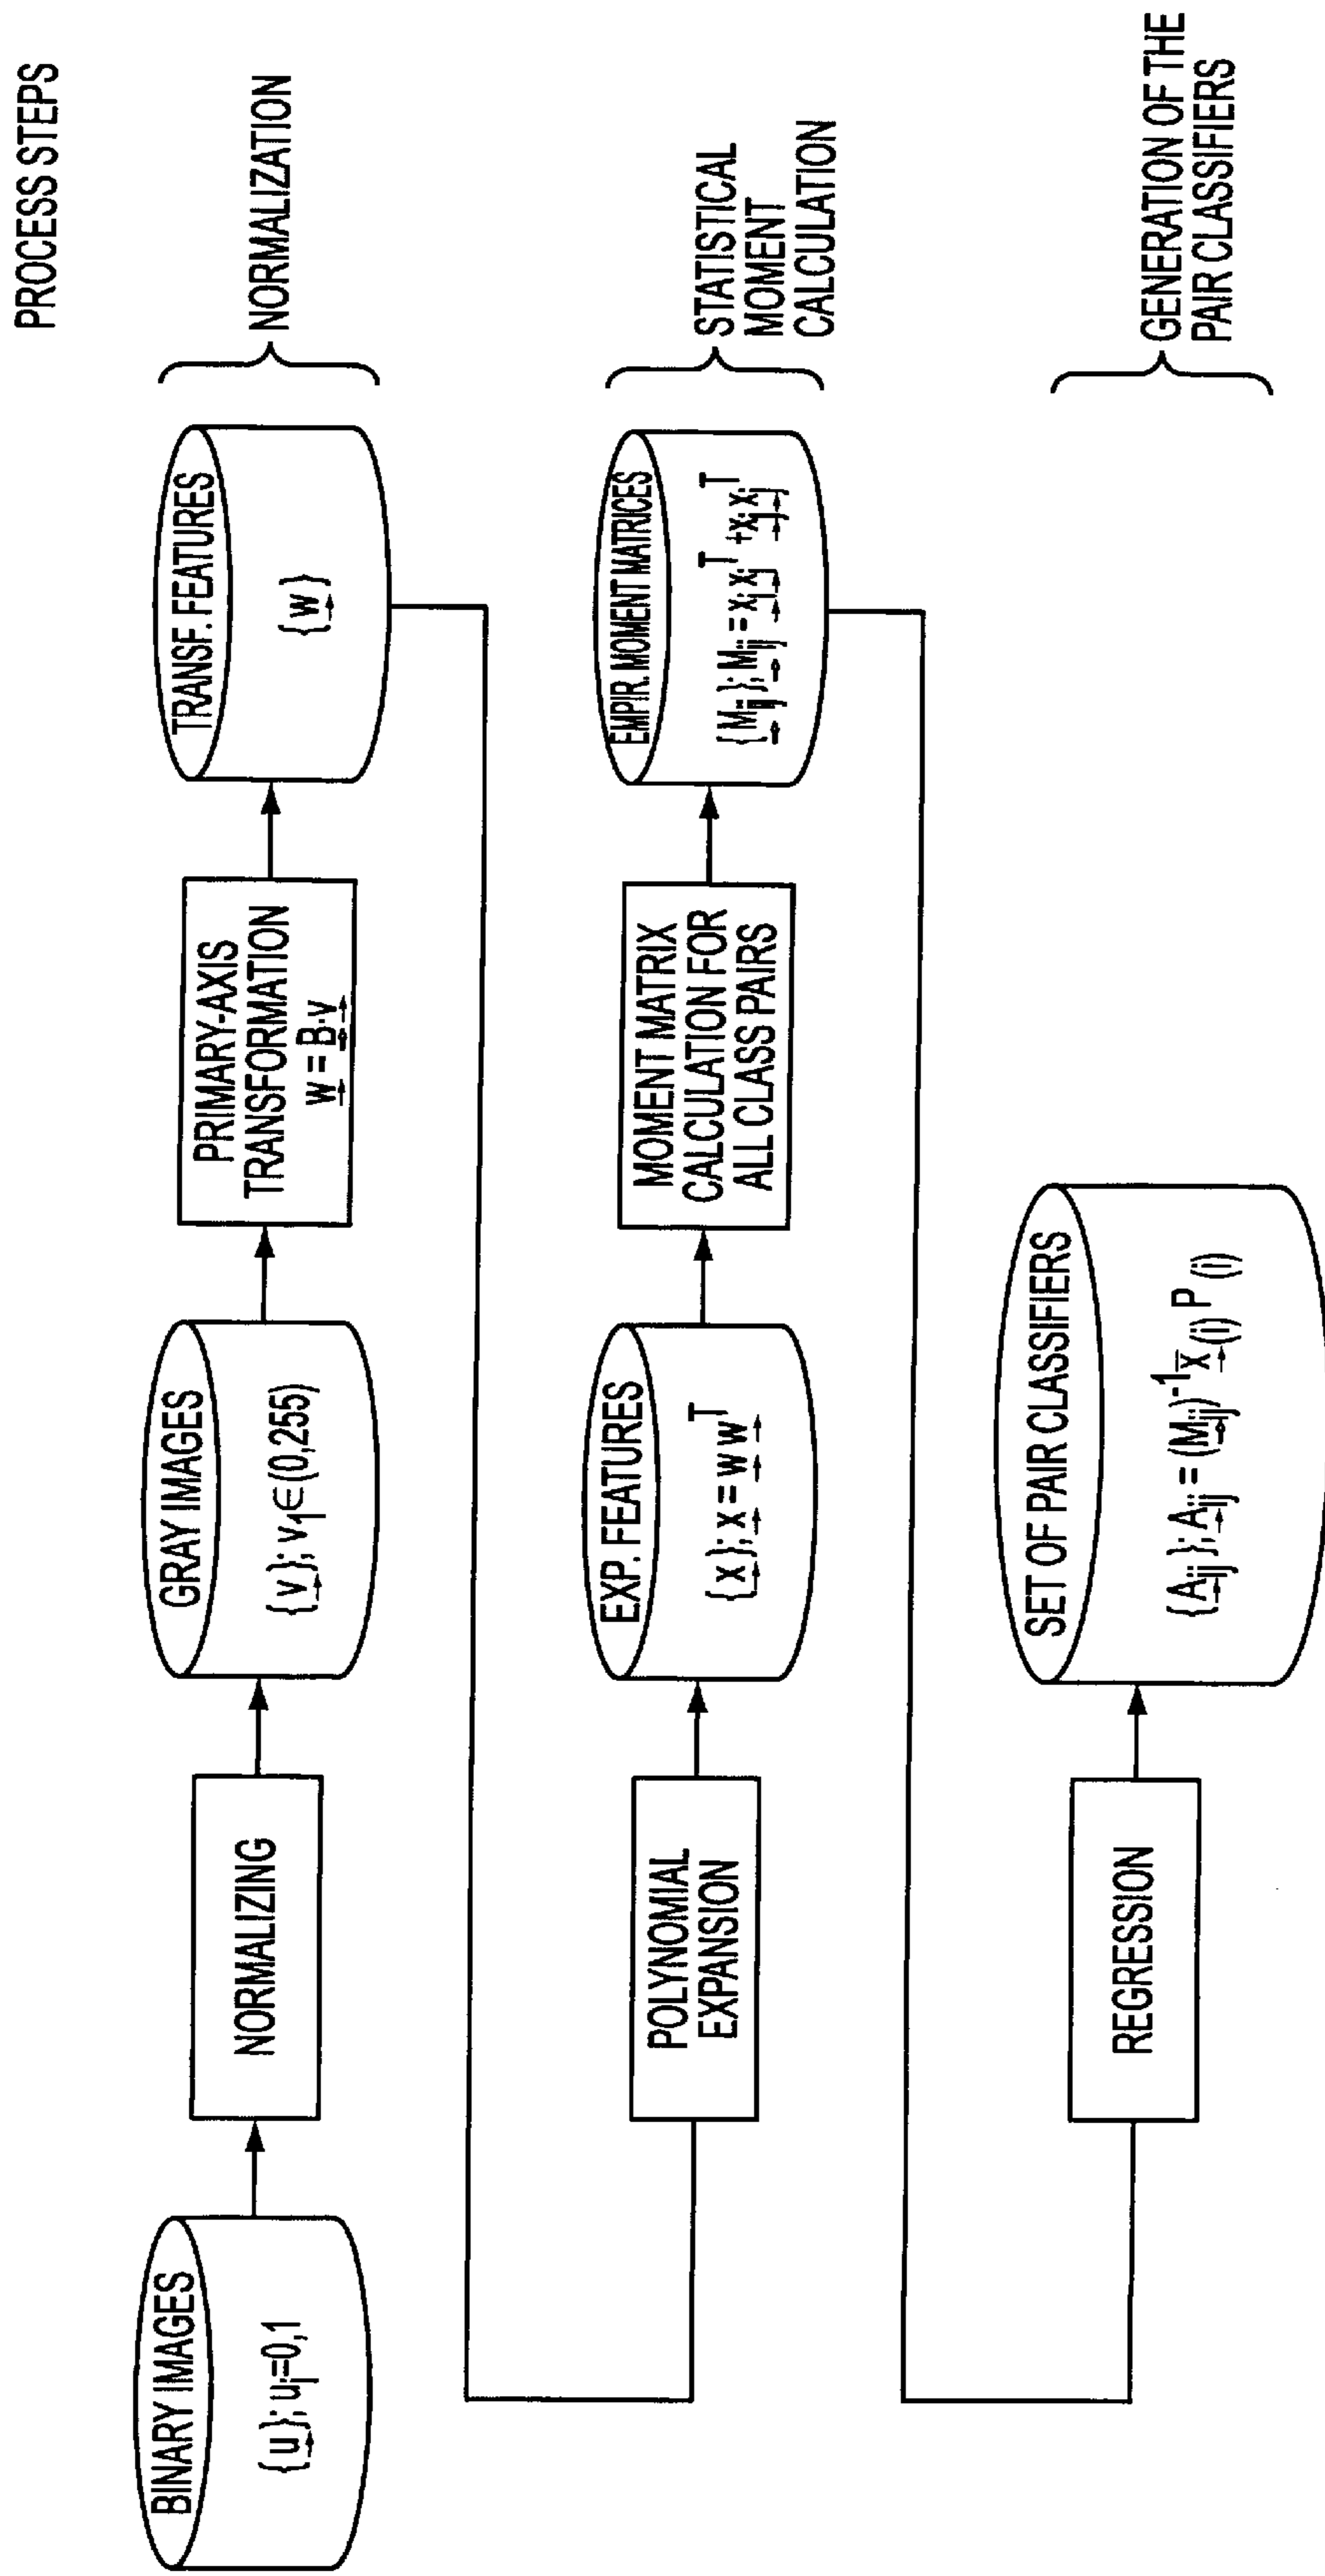 PROCESS STEPS
BINARY IMAGES
{u}; u_i=0,1
NORMALIZING
GRAY IMAGES
{v}; v_1∈(0,255)
PRIMARY-AXIS
TRANSFORMATION
w = B·v
TRANSF. FEATURES
{w}
NORMALIZATION
POLYNOMIAL
EXPANSION
EXP. FEATURES
{x}; x = w w^T
MOMENT MATRIX
CALCULATION FOR
ALL CLASS PAIRS
EMPIR. MOMENT MATRICES
{M_ij}; M_ij = x_i x_i^T + x_j x_j^T
STATISTICAL
MOMENT
CALCULATION
REGRESSION
SET OF PAIR CLASSIFIERS
{A_ij}; A_ij = (M_ij)^-1 x̅_(i) P_(i)
GENERATION OF THE
PAIR CLASSIFIERS